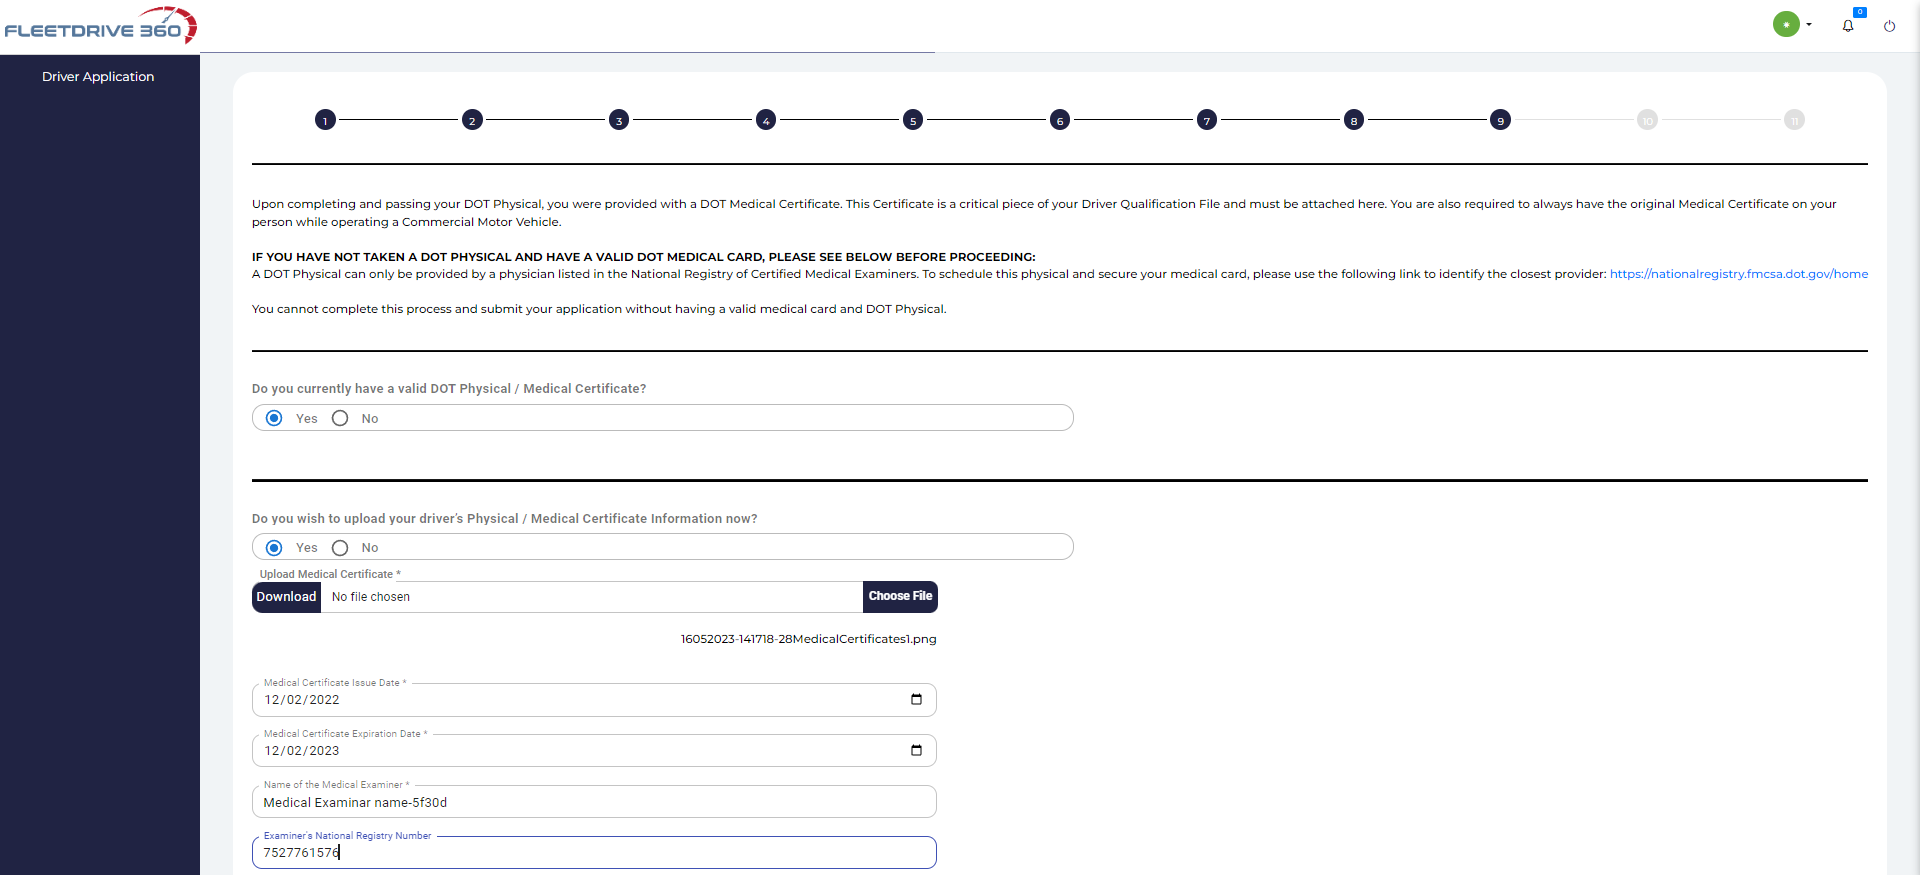 FLEETDRIVE 360
0
Driver Application
1 2 3 4 5 6 7 8 9 10 11
Upon completing and passing your DOT Physical, you were provided with a DOT Medical Certificate. This Certificate is a critical piece of your Driver Qualification File and must be attached here. You are also required to always have the original Medical Certificate on your
person while operating a Commercial Motor Vehicle.
IF YOU HAVE NOT TAKEN A DOT PHYSICAL AND HAVE A VALID DOT MEDICAL CARD, PLEASE SEE BELOW BEFORE PROCEEDING:
A DOT Physical can only be provided by a physician listed in the National Registry of Certified Medical Examiners. To schedule this physical and secure your medical card, please use the following link to identify the closest provider: https://nationalregistry.fmcsa.dot.gov/home
You cannot complete this process and submit your application without having a valid medical card and DOT Physical.
Do you currently have a valid DOT Physical / Medical Certificate?
Yes No
Do you wish to upload your driver's Physical / Medical Certificate Information now?
Yes No
Upload Medical Certificate *
Download No file chosen Choose File
16052023-141718-28MedicalCertificates1.png
Medical Certificate Issue Date *
12/02/2022
Medical Certificate Expiration Date *
12/02/2023
Name of the Medical Examiner *
Medical Examinar name-5f30d
Examiner's National Registry Number
7527761576